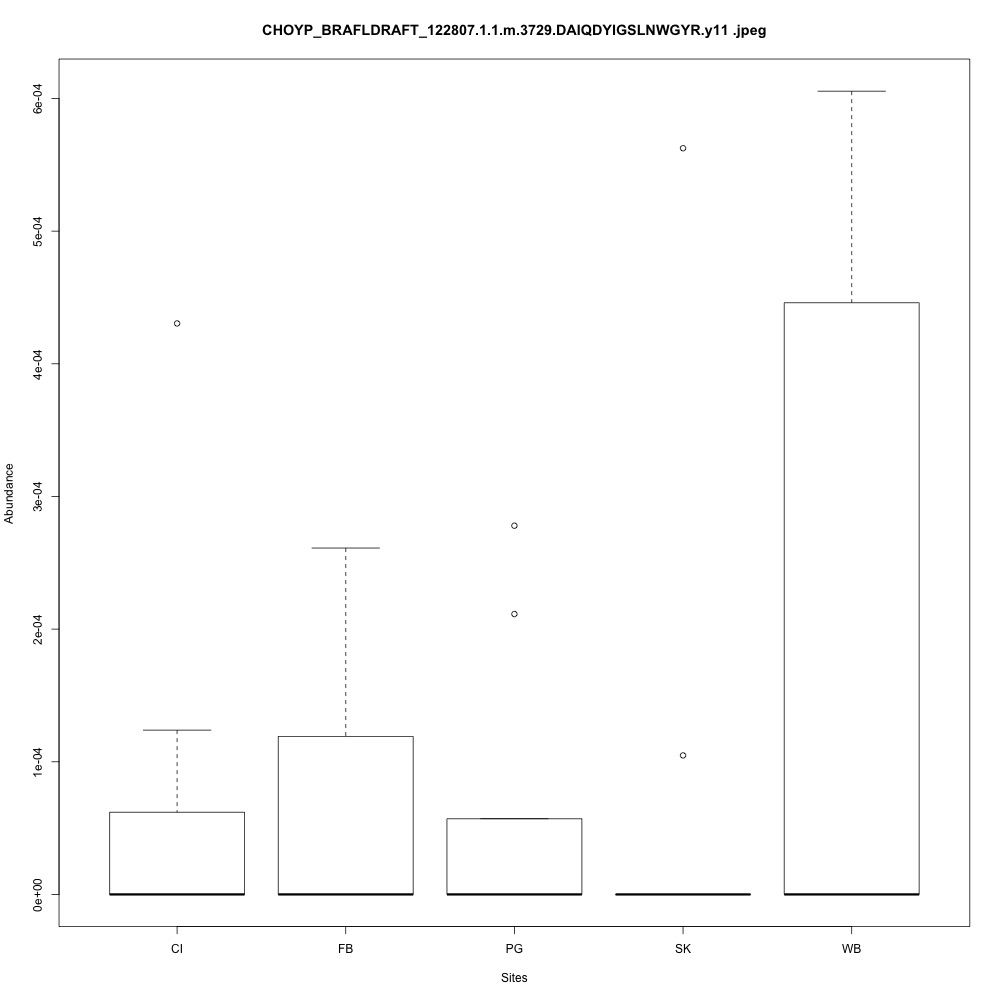 CHOYP_BRAFLDRAFT_122807.1.1.m.3729.DAIQDYIGSLNWGYR.y11 .jpeg
6e-04
5e-04
4e-04
3e-04
2e-04
1e-04
0e+00
Abundance
CI FB PG SK WB
Sites